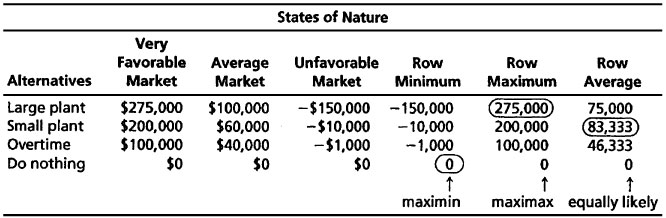 States of Nature
Very
Favorable Average Unfavorable Row Row Row
Alternatives Market Market Market Minimum Maximum Average
Large plant $275,000 $100,000 −$150,000 −150,000 275,000 75,000
Small plant $200,000 $60,000 −$10,000 −10,000 200,000 83,333
Overtime $100,000 $40,000 −$1,000 −1,000 100,000 46,333
Do nothing $0 $0 $0 0 0 0
maximin maximax equally likely